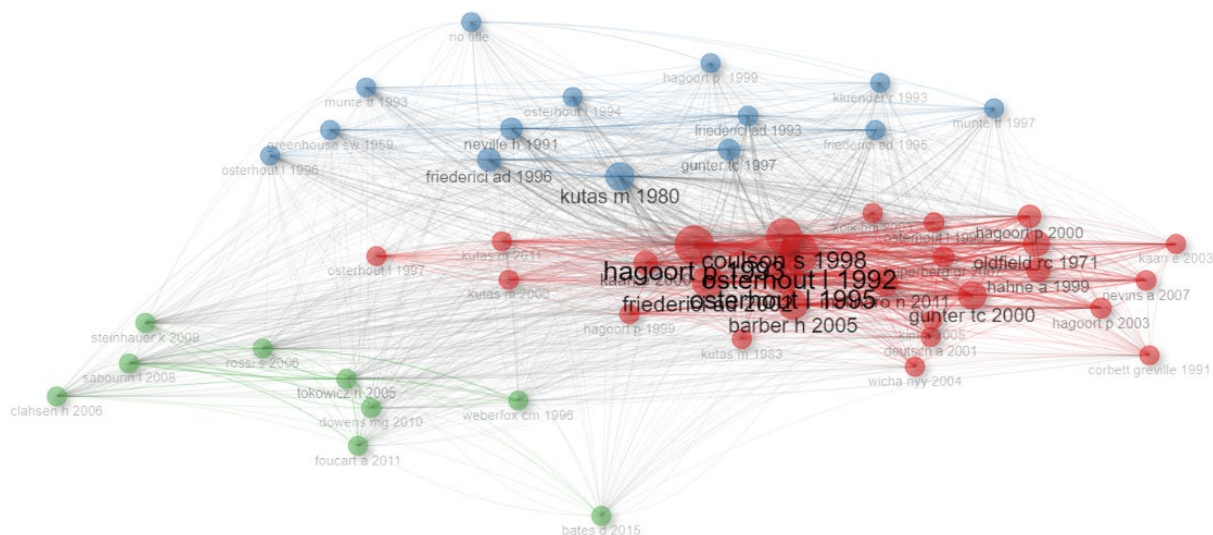 no title
hagoort p. 1999
kluender r 1993
munte tf 1993
osterhout l 1994
munte tf 1997
greenhouse sw 1959
neville h 1991
friederici ad 1993
friederici ad 1995
osterhout l 1996
friederici ad 1996
gunter tc 1997
kutas m 1980
osterhout l 1999
hagoort p 2000
kutas m 2011
coulson s 1998
oldfield rc 1971
kaan e 2003
osterhout l 1997
hagoort p 1993
osterhout l 1992
hahne a 1999
nevins a 2007
kutas m 2000
friederici ad 2002
osterhout l 1995
n 2011
gunter tc 2000
hagoort p 2003
hagoort p 1999
barber h 2005
2005
steinhauer k 2009
kutas m 1983
deutsch a 2001
rossi s 2006
wicha nyy 2004
corbett greville 1991
sabourin l 2008
tokowicz n 2005
clahsen h 2006
dowens mg 2010
weberfox cm 1996
foucart a 2011
bates d 2015